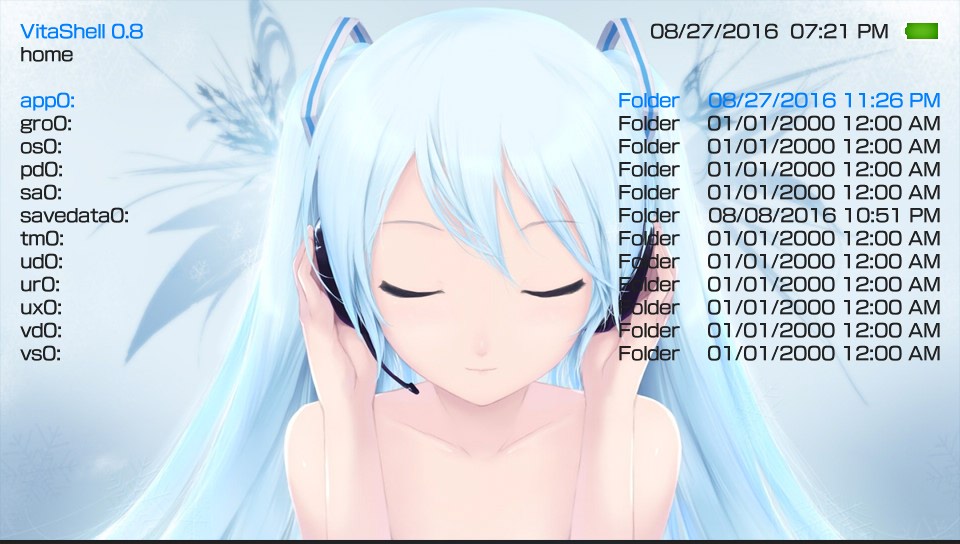 VitaShell 0.8 08/27/2016 07:21 PM
home
app0: Folder 08/27/2016 11:26 PM
gro0: Folder 01/01/2000 12:00 AM
os0: Folder 01/01/2000 12:00 AM
pd0: Folder 01/01/2000 12:00 AM
sa0: Folder 01/01/2000 12:00 AM
savedata0: Folder 08/08/2016 10:51 PM
tm0: Folder 01/01/2000 12:00 AM
ud0: Folder 01/01/2000 12:00 AM
ur0: Folder 01/01/2000 12:00 AM
ux0: Folder 01/01/2000 12:00 AM
vd0: Folder 01/01/2000 12:00 AM
vs0: Folder 01/01/2000 12:00 AM